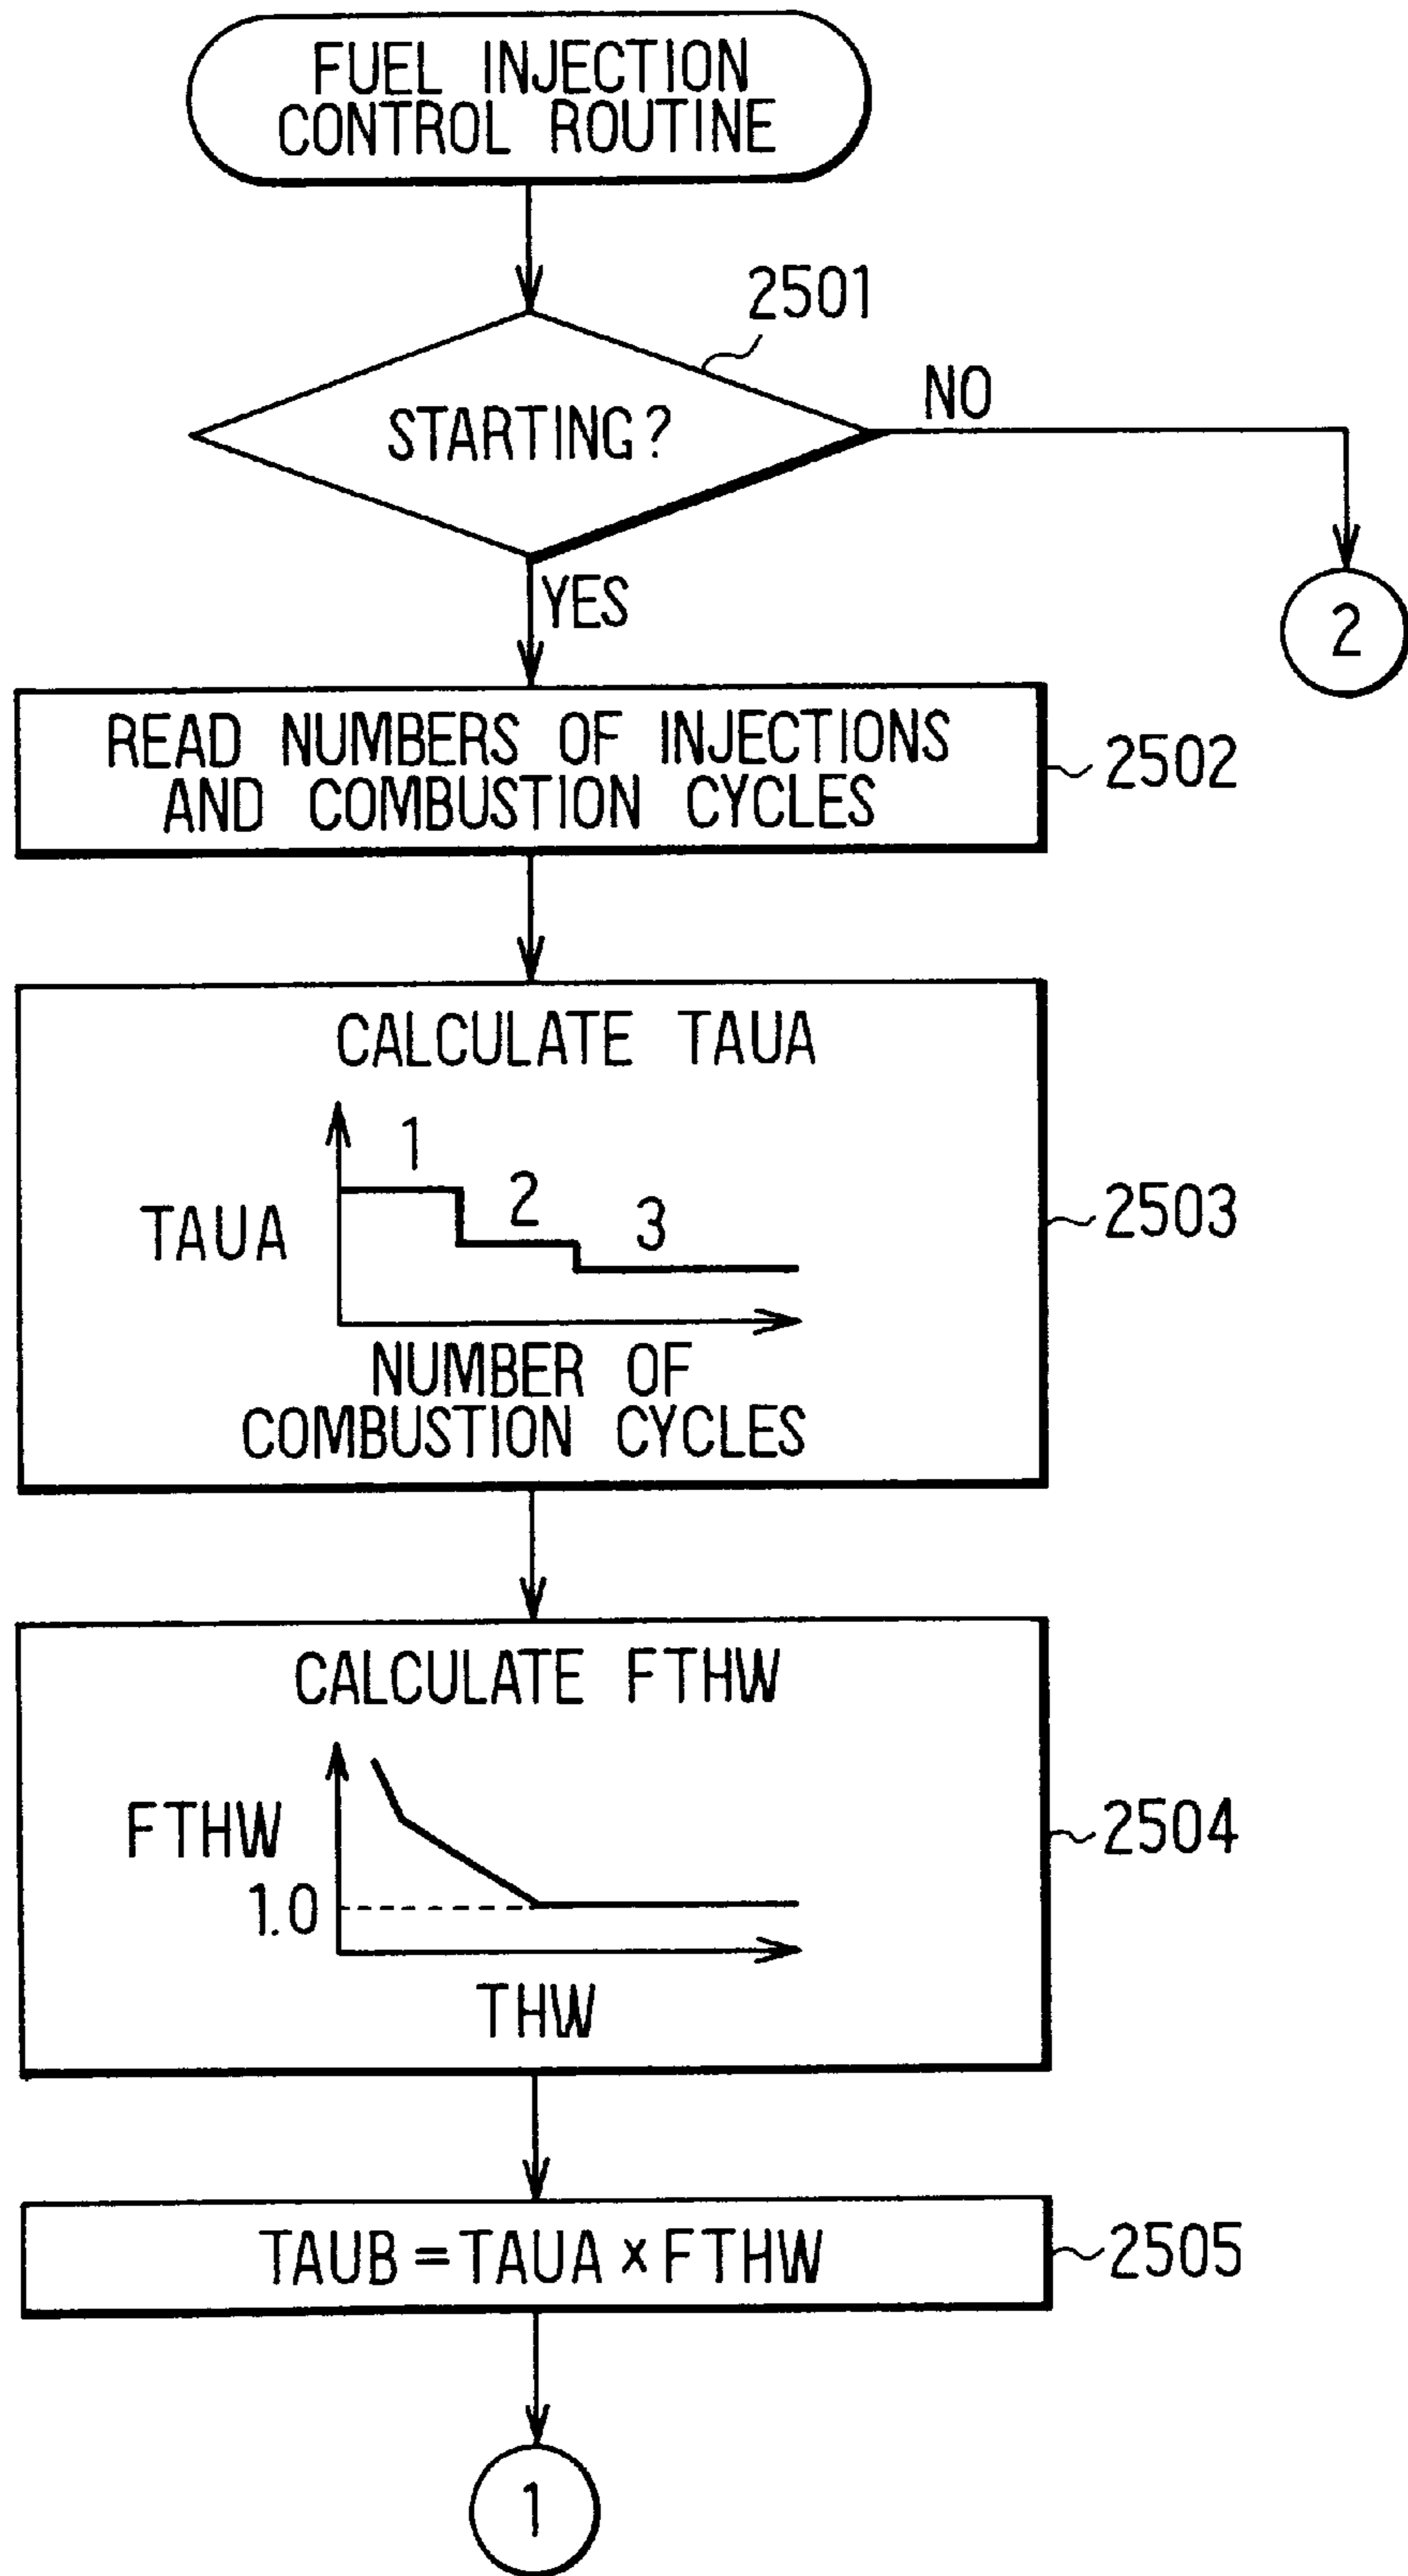 FUEL INJECTION
CONTROL ROUTINE
2501
STARTING?
NO
YES
2
READ NUMBERS OF INJECTIONS
AND COMBUSTION CYCLES
2502
CALCULATE TAUA
1
2
3
TAUA
2503
NUMBER OF
COMBUSTION CYCLES
CALCULATE FTHW
FTHW
2504
1.0
THW
TAUB = TAUA × FTHW
2505
1